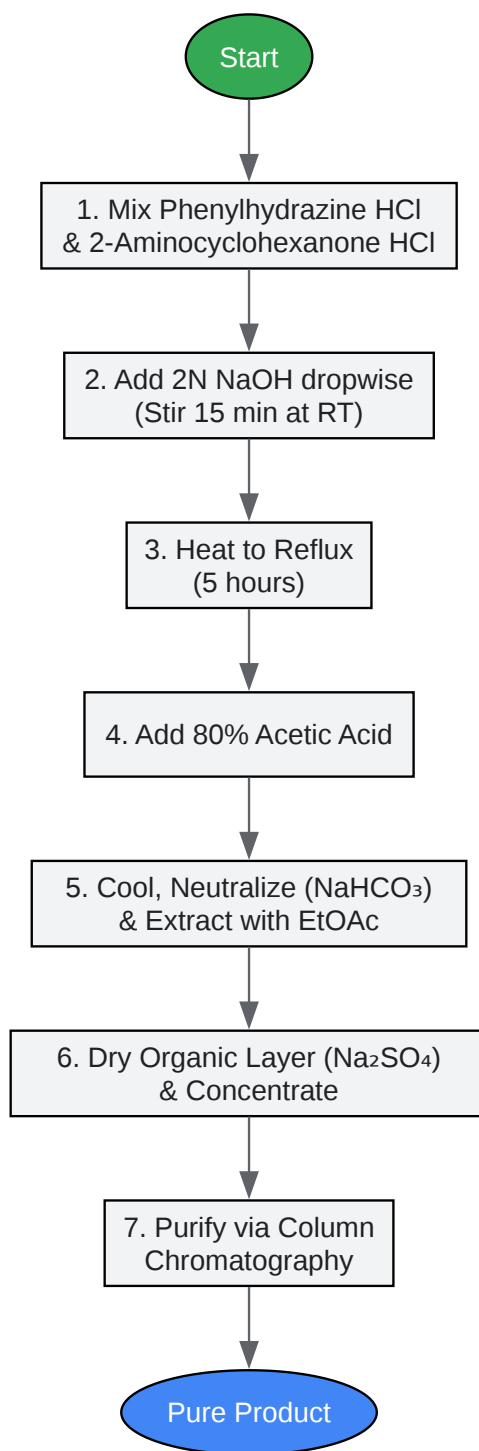 Start
1. Mix Phenylhydrazine HCl
& 2-Aminocyclohexanone HCl
2. Add 2N NaOH dropwise
(Stir 15 min at RT)
3. Heat to Reflux
(5 hours)
4. Add 80% Acetic Acid
5. Cool, Neutralize (NaHCO₃)
& Extract with EtOAc
6. Dry Organic Layer (Na₂SO₄)
& Concentrate
7. Purify via Column
Chromatography
Pure Product